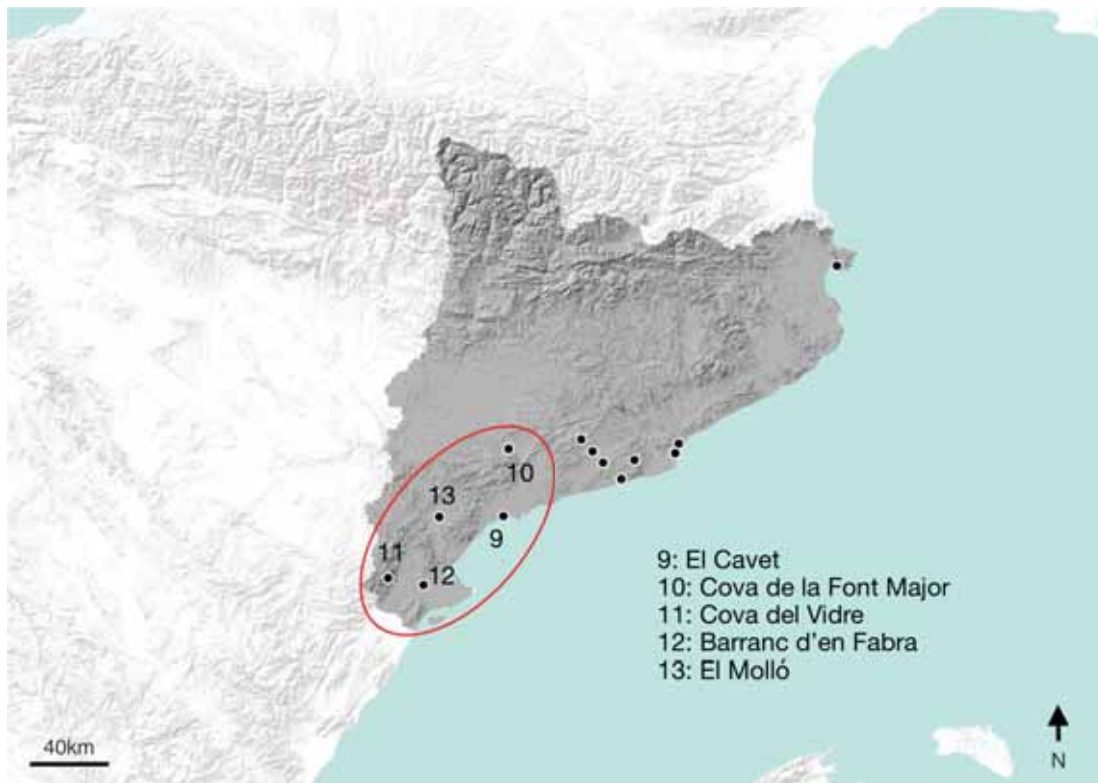 10
13
9
11
12
9: El Cavet
10: Cova de la Font Major
11: Cova del Vidre
12: Barranc d'en Fabra
13: El Molló
40km
N